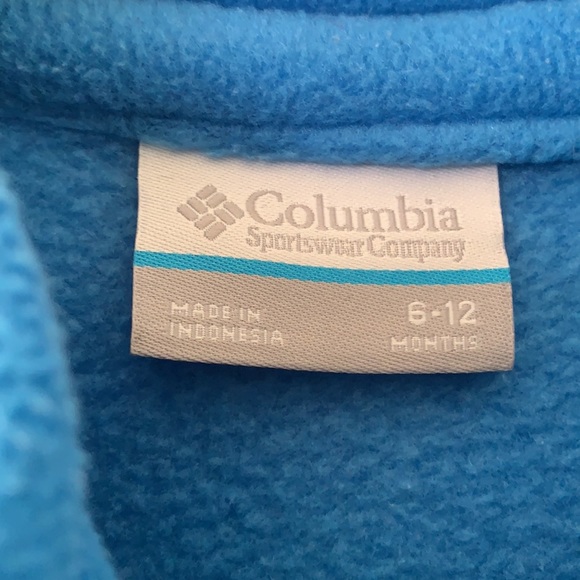 Columbia
Sportswear Company
MADE IN
INDONESIA
6-12
MONTHS